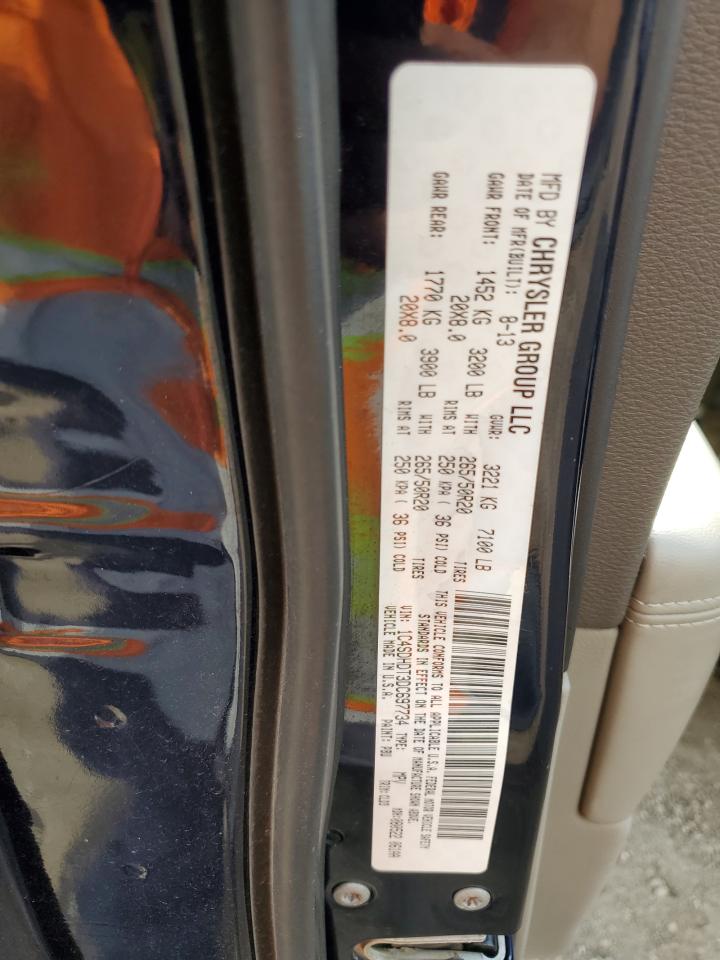 MFD BY CHRYSLER GROUP LLC
DATE OF MFR(BUILT): 8-13 GVWR: 3221 KG 7100 LB
GAWR FRONT: 1452 KG 3200 LB WITH 265/50R20 TIRES
20X8.0 RIMS AT 250 KPA ( 36 PSI) COLD
GAWR REAR: 1770 KG 3900 LB WITH 265/50R20 TIRES
20X8.0 RIMS AT 250 KPA ( 36 PSI) COLD
THIS VEHICLE CONFORMS TO ALL APPLICABLE U.S.A. FEDERAL MOTOR VEHICLE SAFETY
STANDARDS IN EFFECT ON THE DATE OF MANUFACTURE SHOWN ABOVE.
VIN: 1C4SDHDT3DC697734 TYPE: MPV
VEHICLE MADE IN U.S.A. PAINT: PBU TRIM: